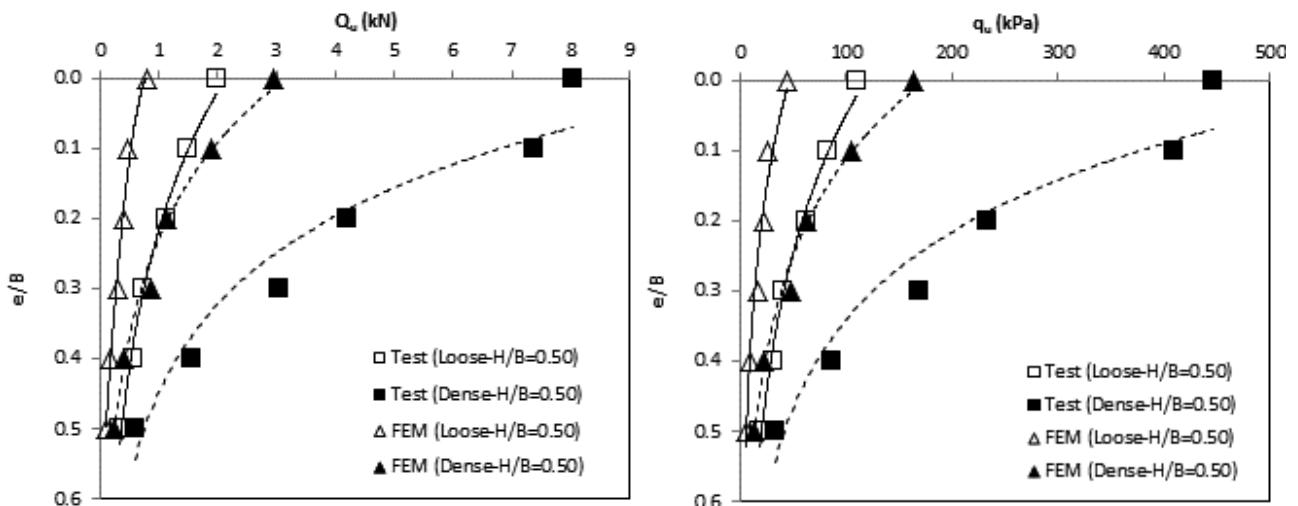 Qu (kN)
0 1 2 3 4 5 6 7 8 9
0.0
0.1
0.2
0.3
0.4
0.5
0.6
e/B
Test (Loose-H/B=0.50)
Test (Dense-H/B=0.50)
FEM (Loose-H/B=0.50)
FEM (Dense-H/B=0.50)
qu (kPa)
0 100 200 300 400 500
0.0
0.1
0.2
0.3
0.4
0.5
0.6
e/B
Test (Loose-H/B=0.50)
Test (Dense-H/B=0.50)
FEM (Loose-H/B=0.50)
FEM (Dense-H/B=0.50)